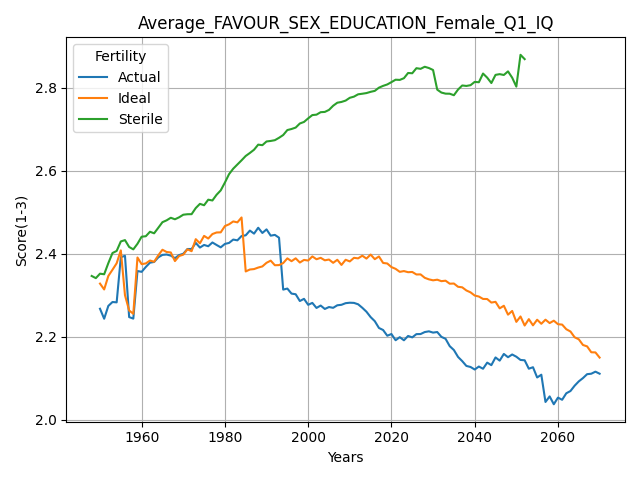 Average_FAVOUR_SEX_EDUCATION_Female_Q1_IQ
Fertility
Actual
Ideal
Sterile
Score(1-3)
2.8
2.6
2.4
2.2
2.0
1960 1980 2000 2020 2040 2060
Years